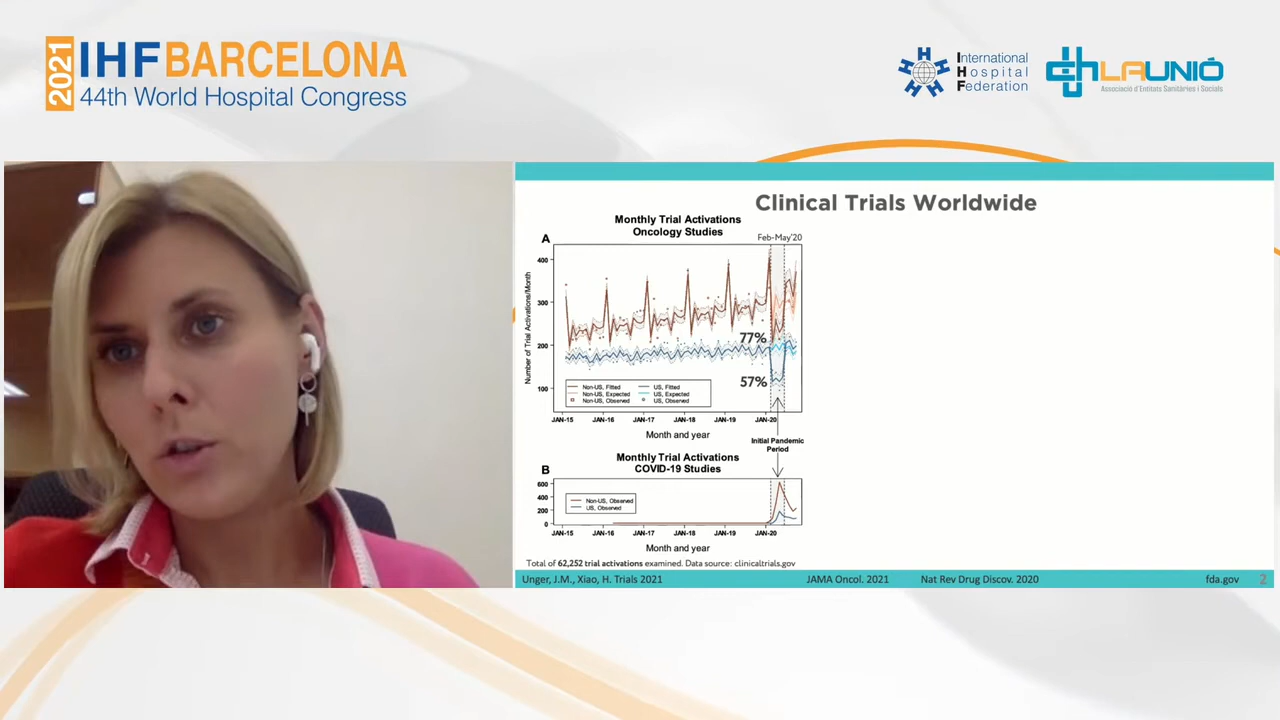 2021
IHF BARCELONA
44th World Hospital Congress
International
Hospital
Federation
LAUNIÓ
Associació d'Entitats Sanitàries i Socials
Clinical Trials Worldwide
Monthly Trial Activations
Oncology Studies
A
Feb-May'20
Number of Trial Activations/Month
400
300
200
100
77%
57%
Non-US, Fitted
Non-US, Expected
Non-US, Observed
US, Fitted
US, Expected
US, Observed
JAN-15 JAN-16 JAN-17 JAN-18 JAN-19 JAN-20
Month and year
Initial Pandemic
Period
Monthly Trial Activations
COVID-19 Studies
B
600
400
200
0
Non-US, Observed
US, Observed
JAN-15 JAN-16 JAN-17 JAN-18 JAN-19 JAN-20
Month and year
Total of 62,252 trial activations examined. Data source: clinicaltrials.gov
Unger, J.M., Xiao, H. Trials 2021 JAMA Oncol. 2021 Nat Rev Drug Discov. 2020 fda.gov 2